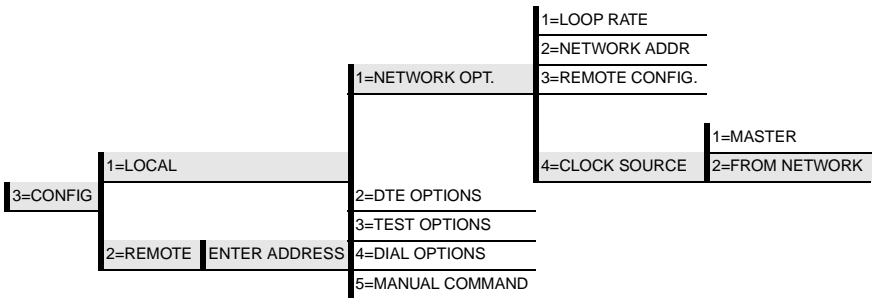 1=LOOP RATE
2=NETWORK ADDR
1=NETWORK OPT.
3=REMOTE CONFIG.
1=MASTER
1=LOCAL
4=CLOCK SOURCE
2=FROM NETWORK
3=CONFIG
2=DTE OPTIONS
3=TEST OPTIONS
2=REMOTE
ENTER ADDRESS
4=DIAL OPTIONS
5=MANUAL COMMAND